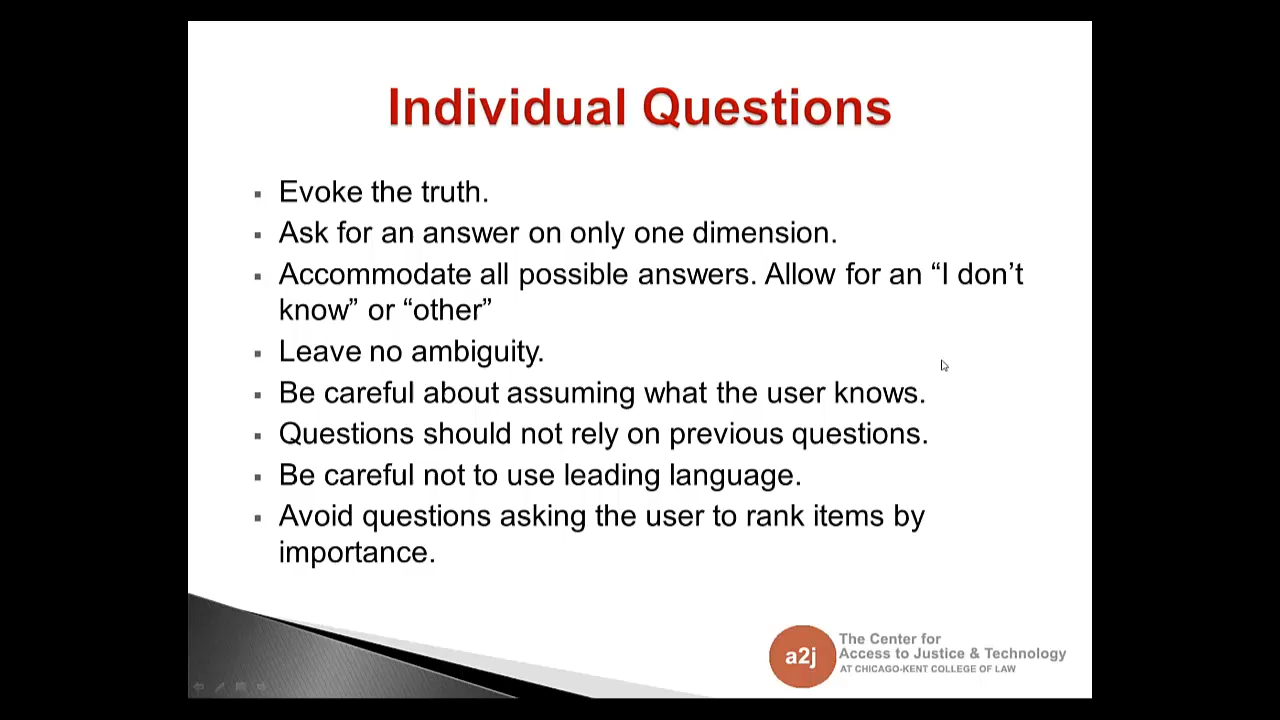 Individual Questions
▪ Evoke the truth.
▪ Ask for an answer on only one dimension.
▪ Accommodate all possible answers. Allow for an “I don’t
know” or “other”
▪ Leave no ambiguity.
▪ Be careful about assuming what the user knows.
▪ Questions should not rely on previous questions.
▪ Be careful not to use leading language.
▪ Avoid questions asking the user to rank items by
importance.
a2j
The Center for
Access to Justice & Technology
AT CHICAGO-KENT COLLEGE OF LAW